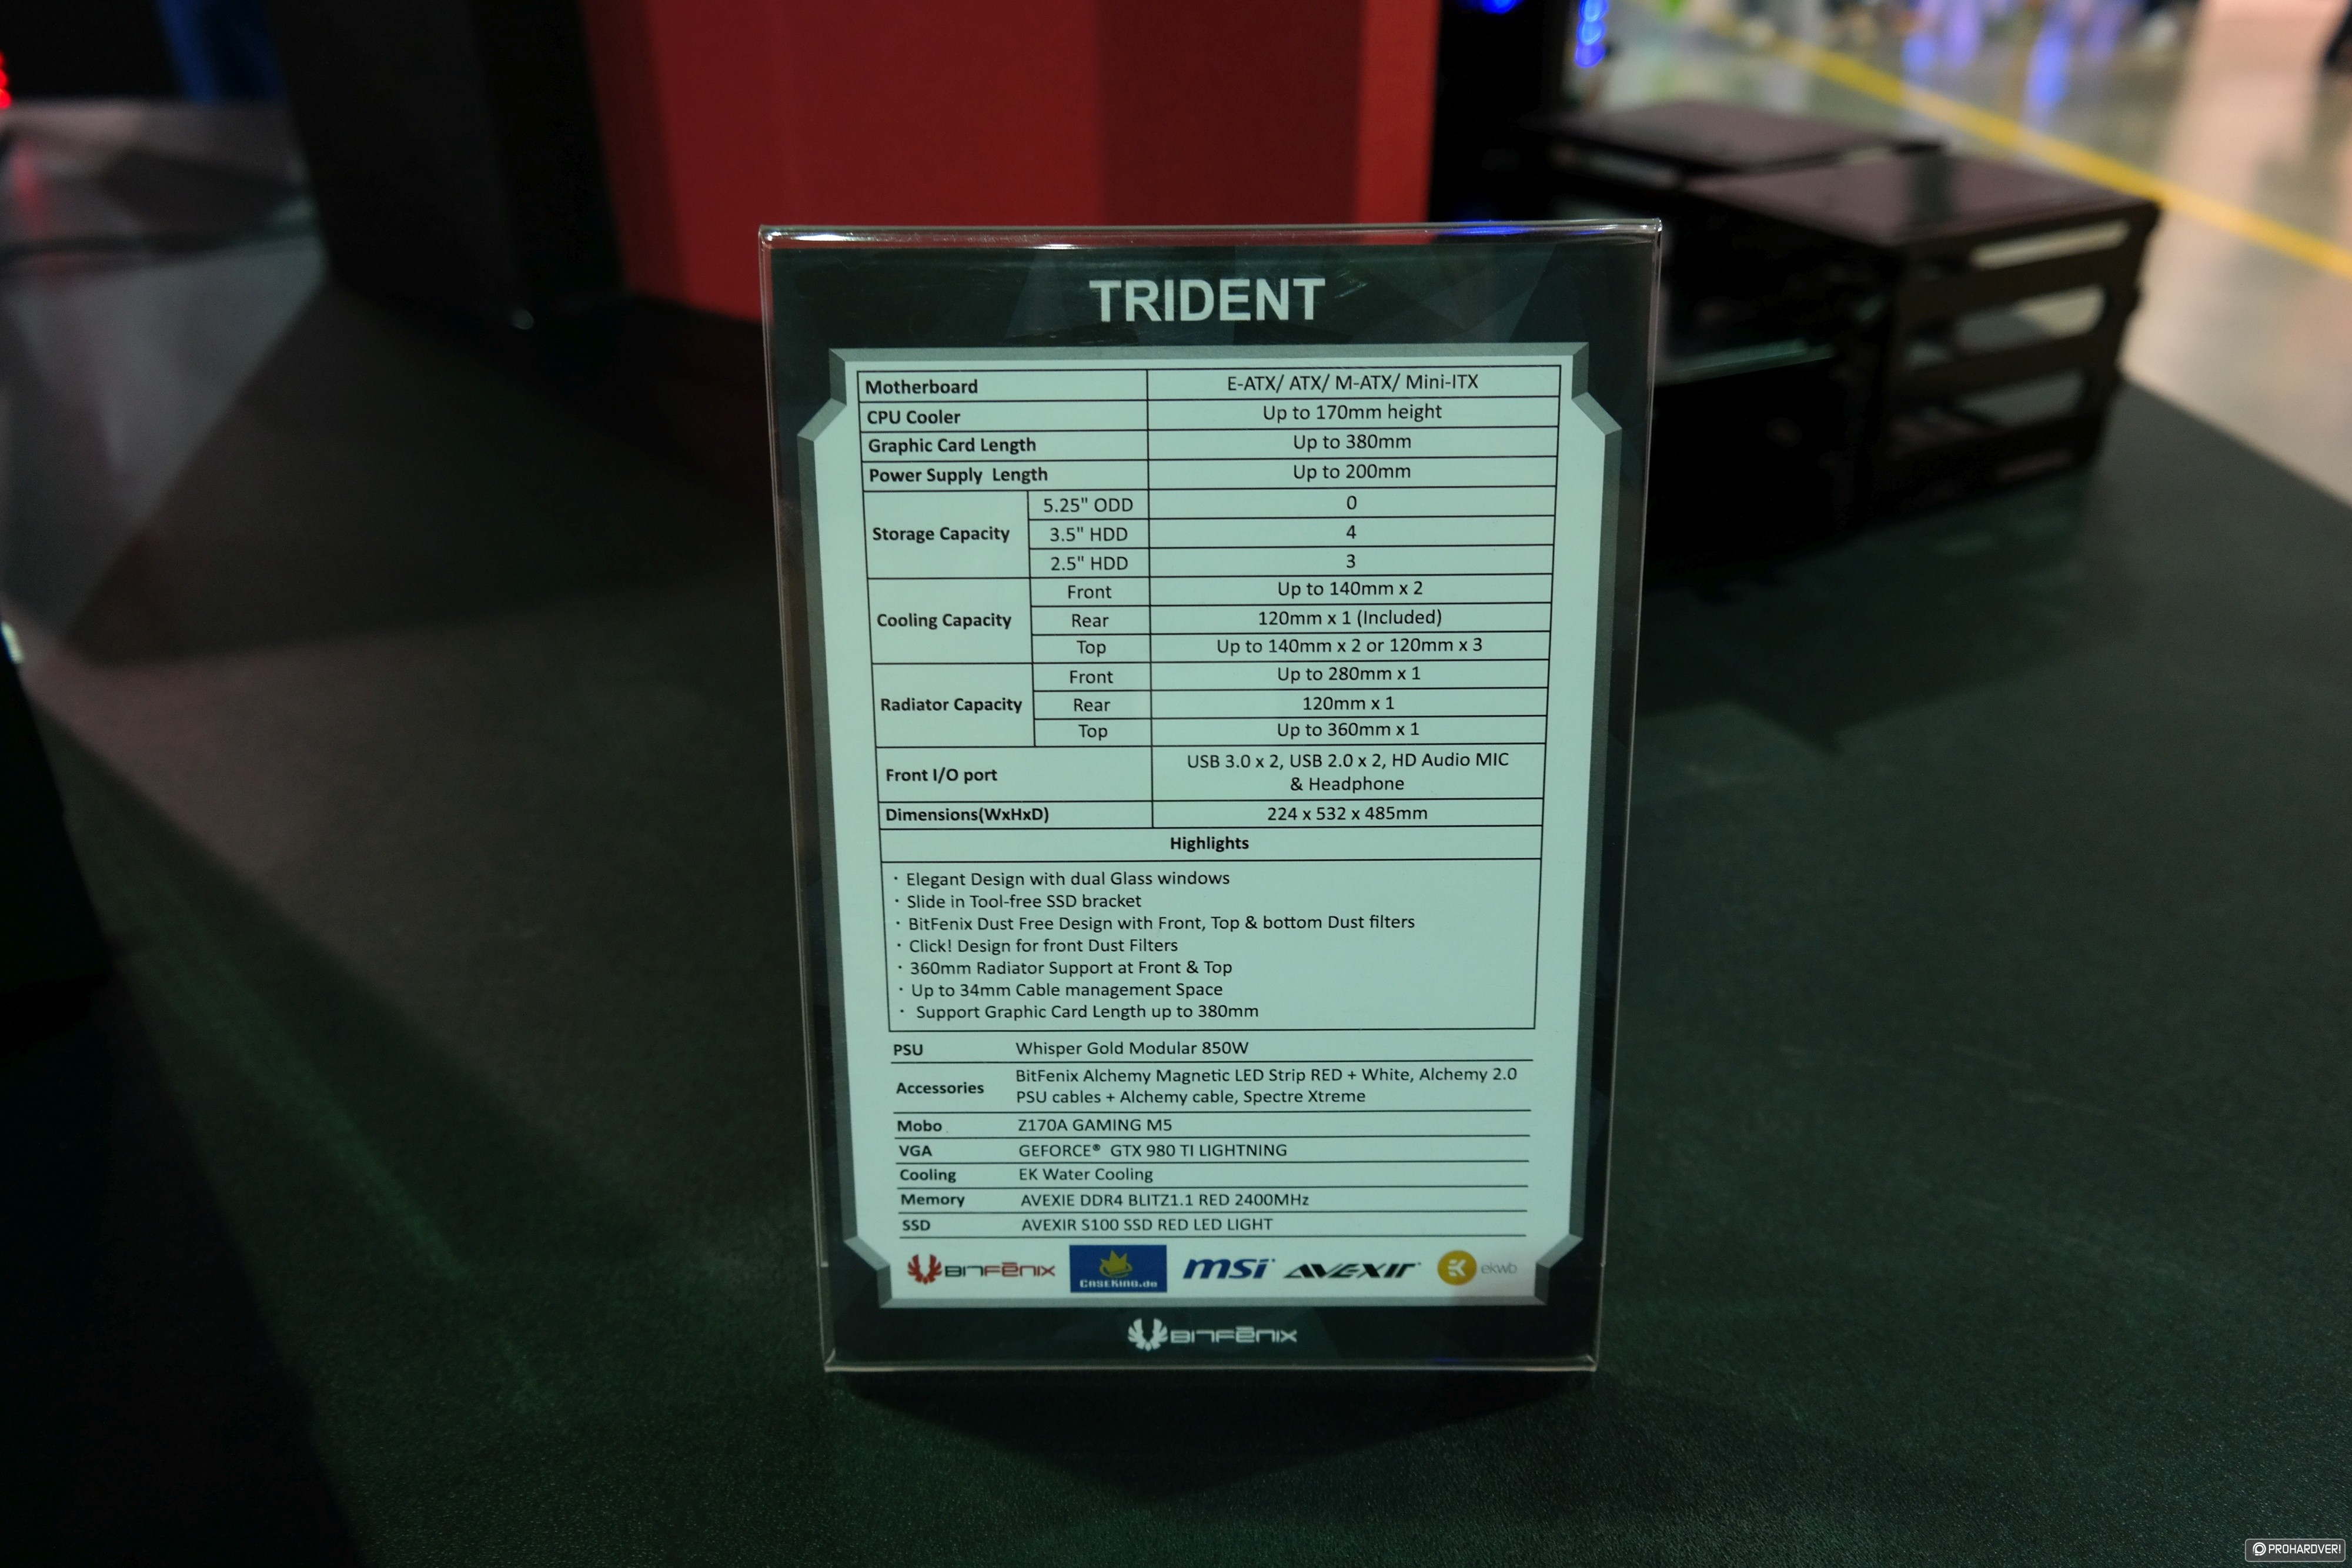 TRIDENT
Motherboard E-ATX/ ATX/ M-ATX/ Mini-ITX
CPU Cooler Up to 170mm height
Graphic Card Length Up to 380mm
Power Supply Length Up to 200mm
Storage Capacity 5.25" ODD 0
3.5" HDD 4
2.5" HDD 3
Cooling Capacity Front Up to 140mm x 2
Rear 120mm x 1 (Included)
Top Up to 140mm x 2 or 120mm x 3
Radiator Capacity Front Up to 280mm x 1
Rear 120mm x 1
Top Up to 360mm x 1
Front I/O port USB 3.0 x 2, USB 2.0 x 2, HD Audio MIC
& Headphone
Dimensions(WxHxD) 224 x 532 x 485mm
Highlights
· Elegant Design with dual Glass windows
· Slide in Tool-free SSD bracket
· BitFenix Dust Free Design with Front, Top & bottom Dust filters
· Click! Design for front Dust Filters
· 360mm Radiator Support at Front & Top
· Up to 34mm Cable management Space
· Support Graphic Card Length up to 380mm
PSU Whisper Gold Modular 850W
Accessories BitFenix Alchemy Magnetic LED Strip RED + White, Alchemy 2.0
PSU cables + Alchemy cable, Spectre Xtreme
Mobo Z170A GAMING M5
VGA GEFORCE® GTX 980 TI LIGHTNING
Cooling EK Water Cooling
Memory AVEXIE DDR4 BLITZ1.1 RED 2400MHz
SSD AVEXIR S100 SSD RED LED LIGHT
BITFENIX CASEKING.de msi AVEXIR ekwb
BITFENIX
PROHARDVER!